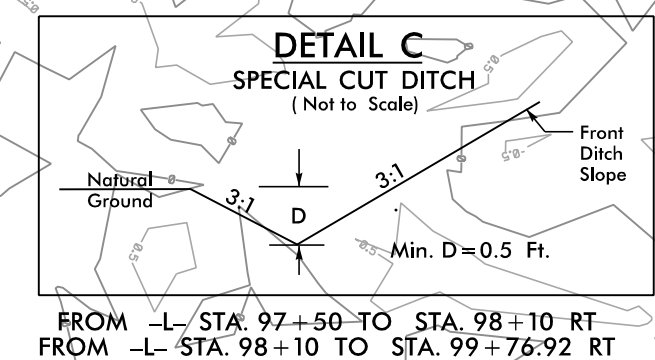 DETAIL C
SPECIAL CUT DITCH
( Not to Scale)
Natural
Ground
3:1
D
3:1
Front
Ditch
Slope
Min. D=0.5 Ft.
FROM -L- STA. 97+50 TO STA. 98+10 RT
FROM -L- STA. 98+10 TO STA. 99+76.92 RT